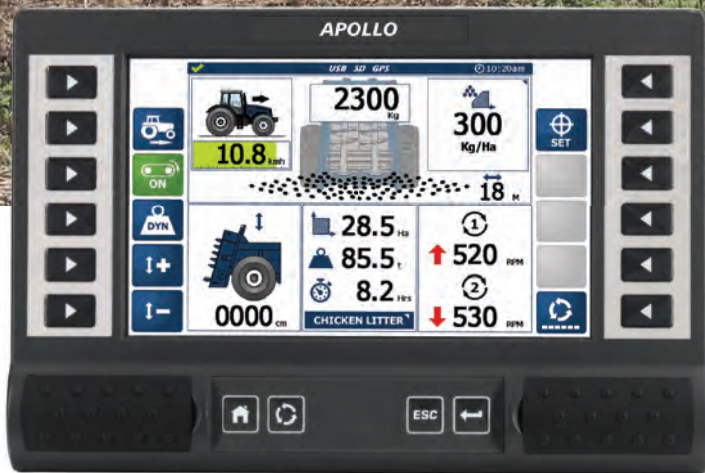 APOLLO
USB SD GPS 10:20am
2300
Kg
300
Kg/Ha
10.8 kmh
18 M
SET
ON
DYN
+
-
0000 cm
28.5 Ha
85.5 t
8.2 Hrs
CHICKEN LITTER
1
520 RPM
2
530 RPM
ESC